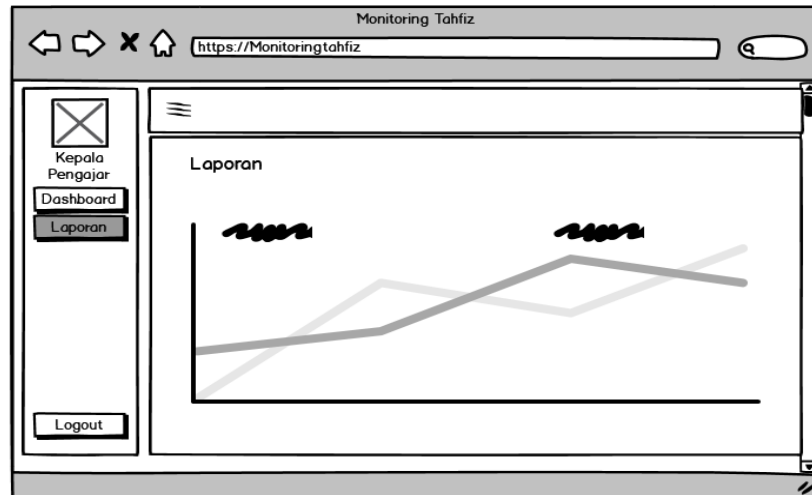 Monitoring Tahfiz
https://Monitoringtahfiz
Kepala
Pengajar
Dashboard
Laporan
Logout
Laporan